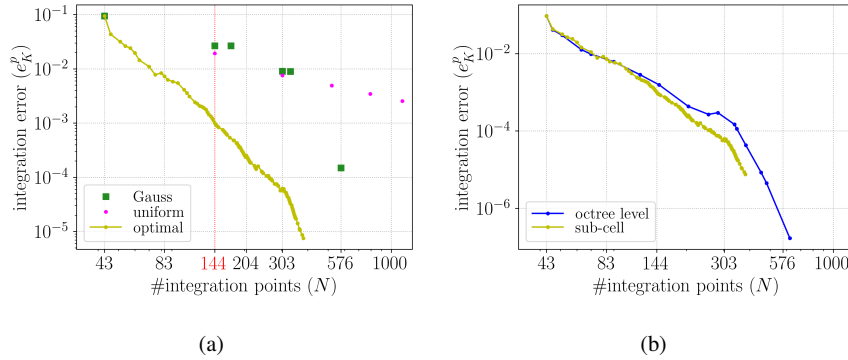 10⁻¹
10⁻²
10⁻³
10⁻⁴
10⁻⁵
integration error (eᵖ_K)
Gauss
uniform
optimal
43 83 144 204 303 576 1000
#integration points (N)
(a)
10⁻²
10⁻⁴
10⁻⁶
integration error (eᵖ_K)
octree level
sub-cell
43 83 144 303 576 1000
#integration points (N)
(b)